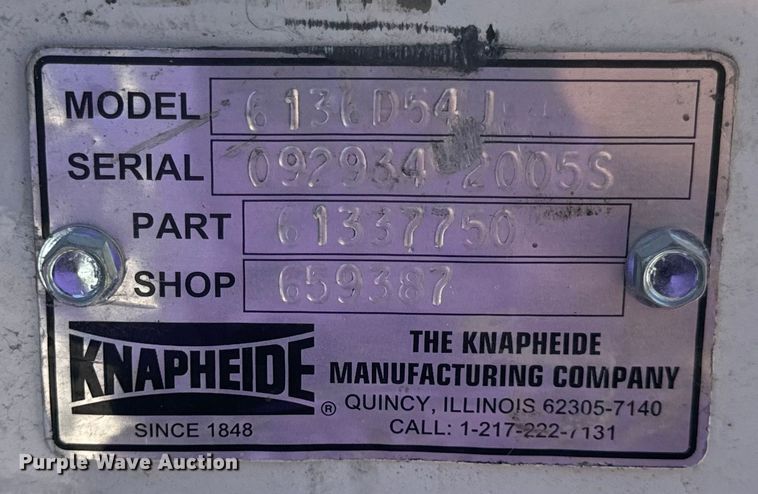 MODEL 6136D54J
SERIAL 092934 2005S
PART 61337750
SHOP 659387
KNAPHEIDE ®
SINCE 1848
THE KNAPHEIDE
MANUFACTURING COMPANY
QUINCY, ILLINOIS 62305-7140
CALL: 1-217-222-7131
Purple Wave Auction